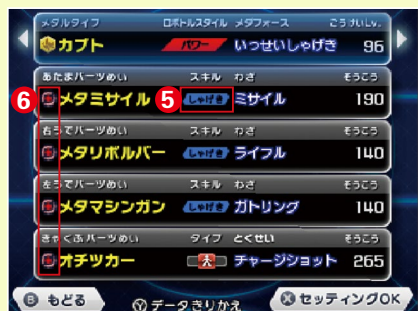 メダルタイプ ロボトルスタイル メダフォース こうげいLv.
カブト パワー いっせいしゃげき 96
あたまパーツめい スキル わざ そうこう
6 メタミサイル 5 しゃげき ミサイル 190
右うでパーツめい スキル わざ そうこう
メタリボルバー しゃげき ライフル 140
左うでパーツめい スキル わざ そうこう
メタマシンガン しゃげき ガトリング 140
きゃくぶパーツめい タイプ とくせい そうこう
オチツカー チャージショット 265
B もどる Y データきりかえ X セッティングOK